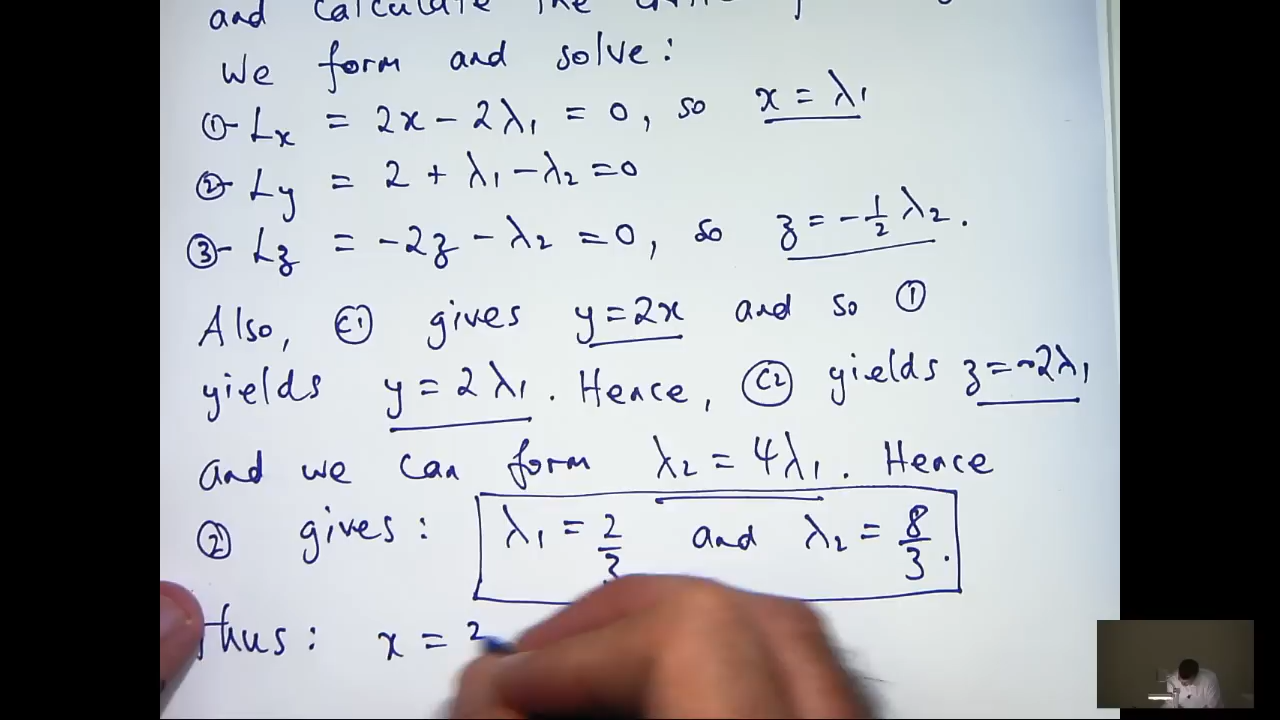 and calculate the
We form and solve:
①- Lx = 2x - 2λ₁ = 0, so x = λ₁
②- Ly = 2 + λ₁ - λ₂ = 0
③- Lz = -2z - λ₂ = 0, so z = -½ λ₂.
Also, C1 gives y = 2x and so ①
yields y = 2λ₁. Hence, C2 yields z = -2λ₁
and we can form λ₂ = 4λ₁. Hence
② gives: λ₁ = 2/3 and λ₂ = 8/3.
Thus: x = 2